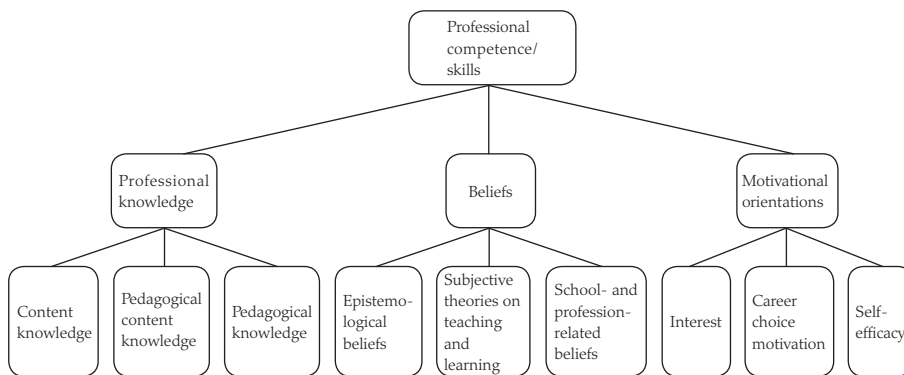 Professional
competence/
skills
Professional
knowledge
Beliefs
Motivational
orientations
Content
knowledge
Pedagogical
content
knowledge
Pedagogical
knowledge
Epistemo-
logical
beliefs
Subjective
theories on
teaching
and
learning
School- and
profession-
related
beliefs
Interest
Career
choice
motivation
Self-
efficacy